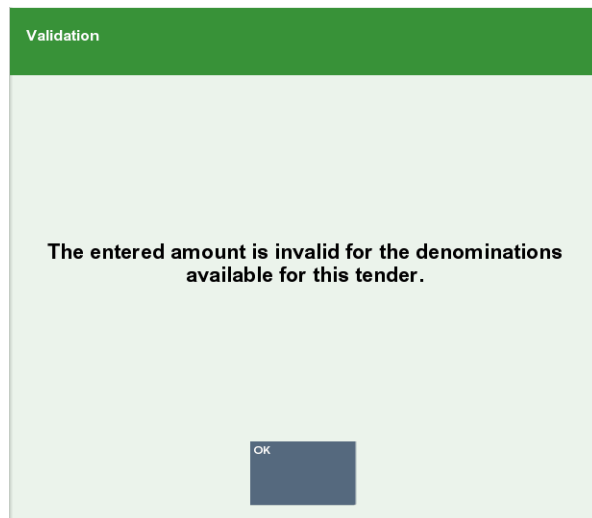 Validation
The entered amount is invalid for the denominations
available for this tender.
OK